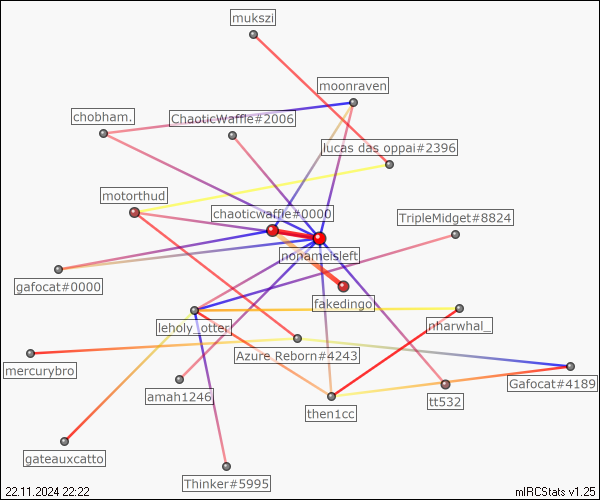 mukszi
moonraven
chobham.
ChaoticWaffle#2006
lucas das oppai#2396
motorthud
chaoticwaffle#0000
TripleMidget#8824
nonameisleft
gafocat#0000
fakedingo
leholy_otter
nharwhal_
Azure Reborn#4243
mercurybro
Gafocat#4189
amah1246
tt532
then1cc
gateauxcatto
Thinker#5995
22.11.2024 22:22
mIRCStats v1.25